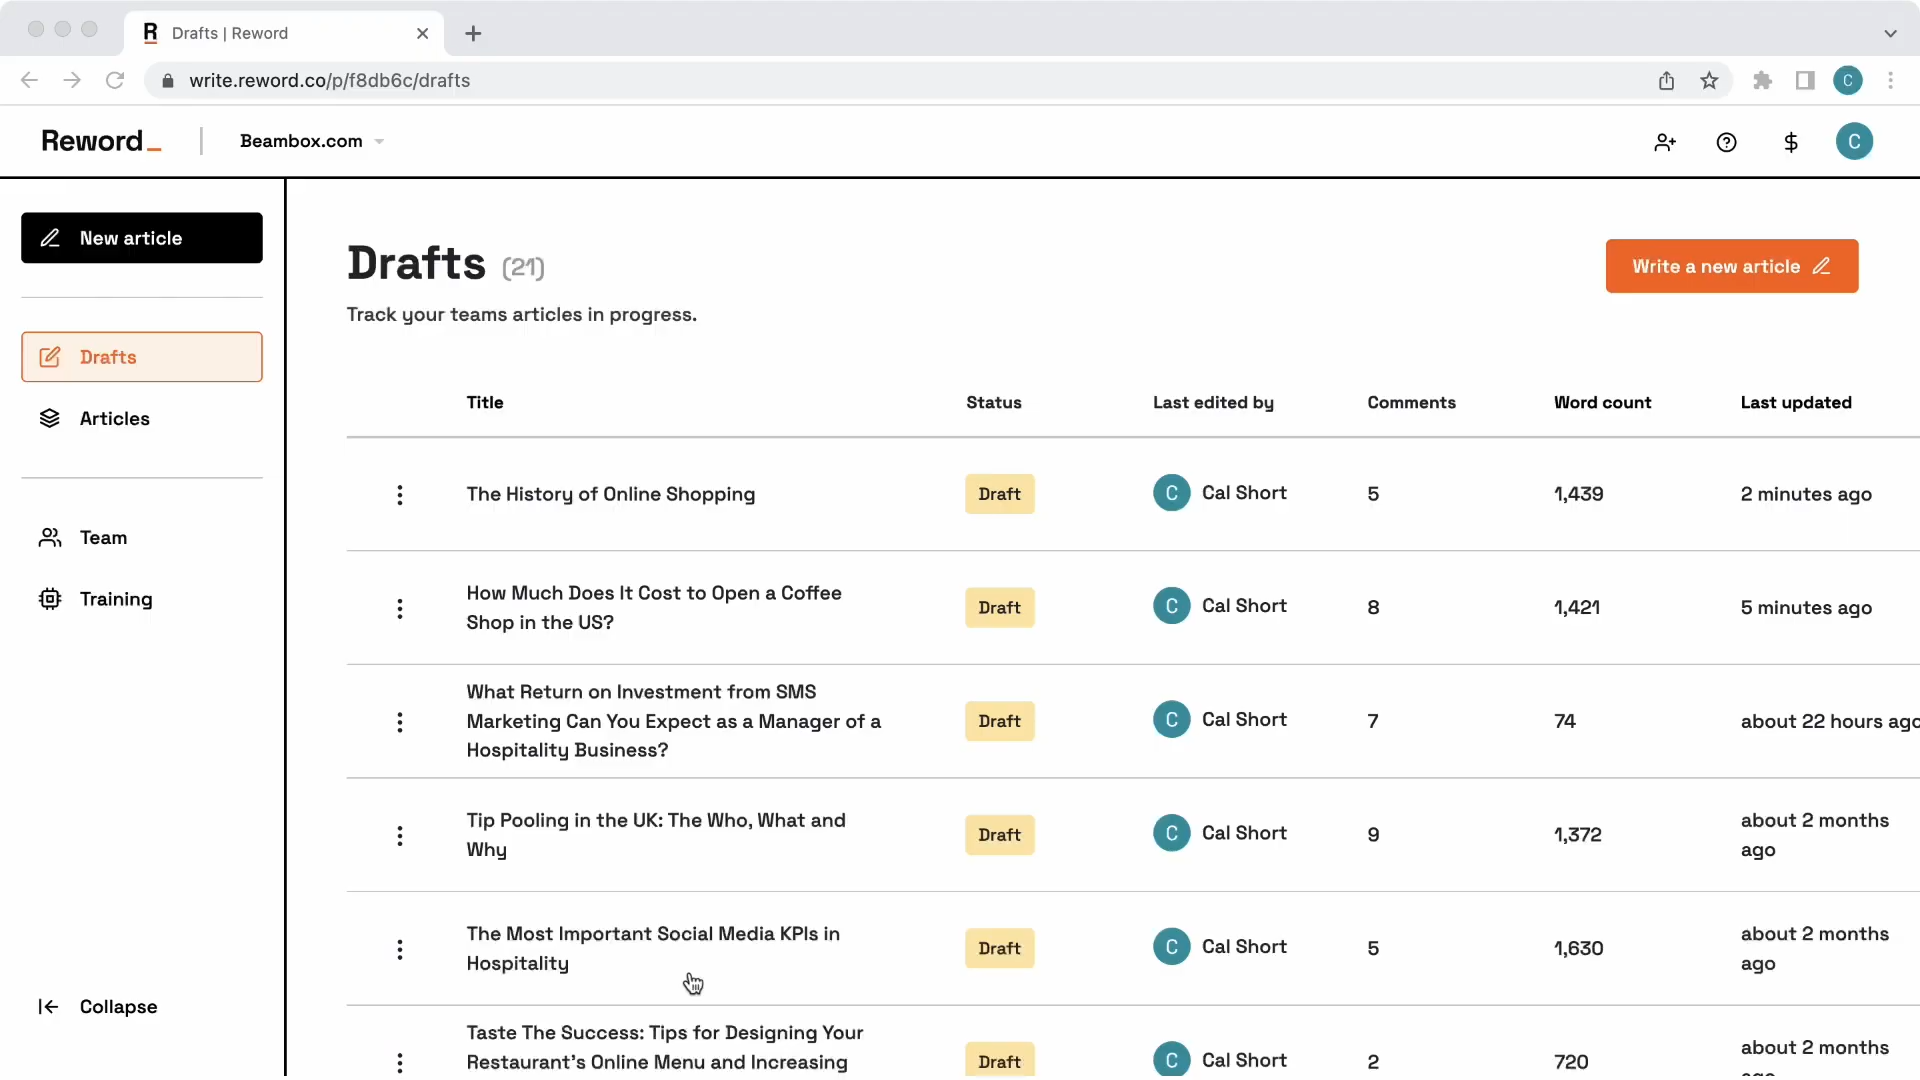 Drafts | Reword
write.reword.co/p/f8db6c/drafts
C
Reword_
Beambox.com
$
C
New article
Drafts
Articles
Team
Training
Collapse
Drafts (21)
Write a new article
Track your teams articles in progress.
Title Status Last edited by Comments Word count Last updated
The History of Online Shopping Draft C Cal Short 5 1,439 2 minutes ago
How Much Does It Cost to Open a Coffee
Shop in the US?
Draft C Cal Short 8 1,421 5 minutes ago
What Return on Investment from SMS
Marketing Can You Expect as a Manager of a
Hospitality Business?
Draft C Cal Short 7 74 about 22 hours ago
Tip Pooling in the UK: The Who, What and
Why
Draft C Cal Short 9 1,372 about 2 months
ago
The Most Important Social Media KPIs in
Hospitality
Draft C Cal Short 5 1,630 about 2 months
ago
Taste The Success: Tips for Designing Your
Restaurant's Online Menu and Increasing
Draft C Cal Short 2 720 about 2 months